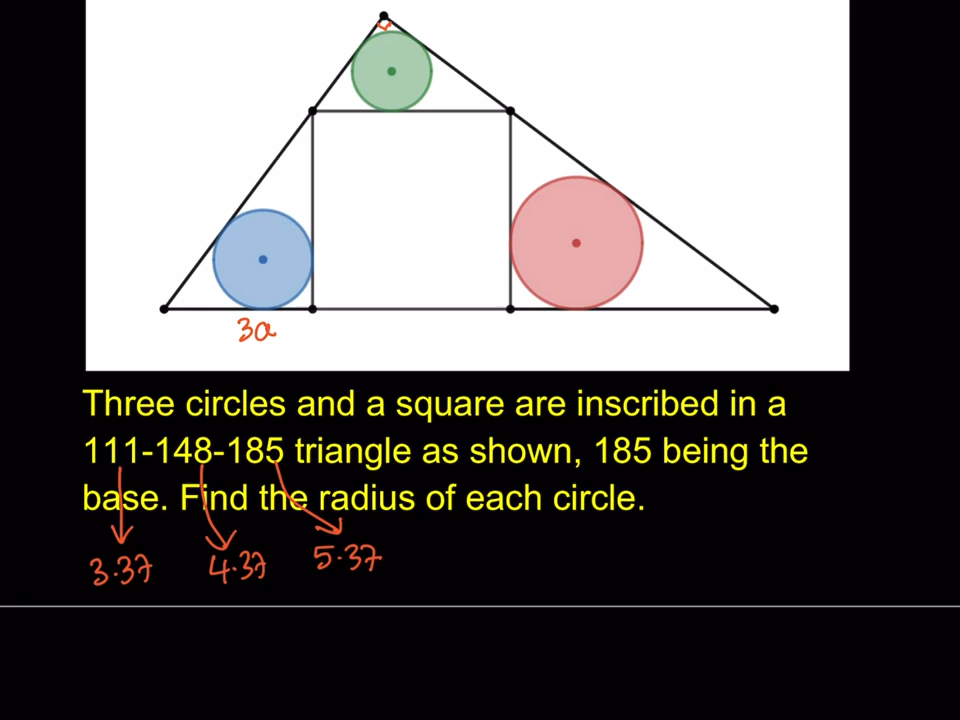 3a
Three circles and a square are inscribed in a
111-148-185 triangle as shown, 185 being the
base. Find the radius of each circle.
3·37 4·37 5·37